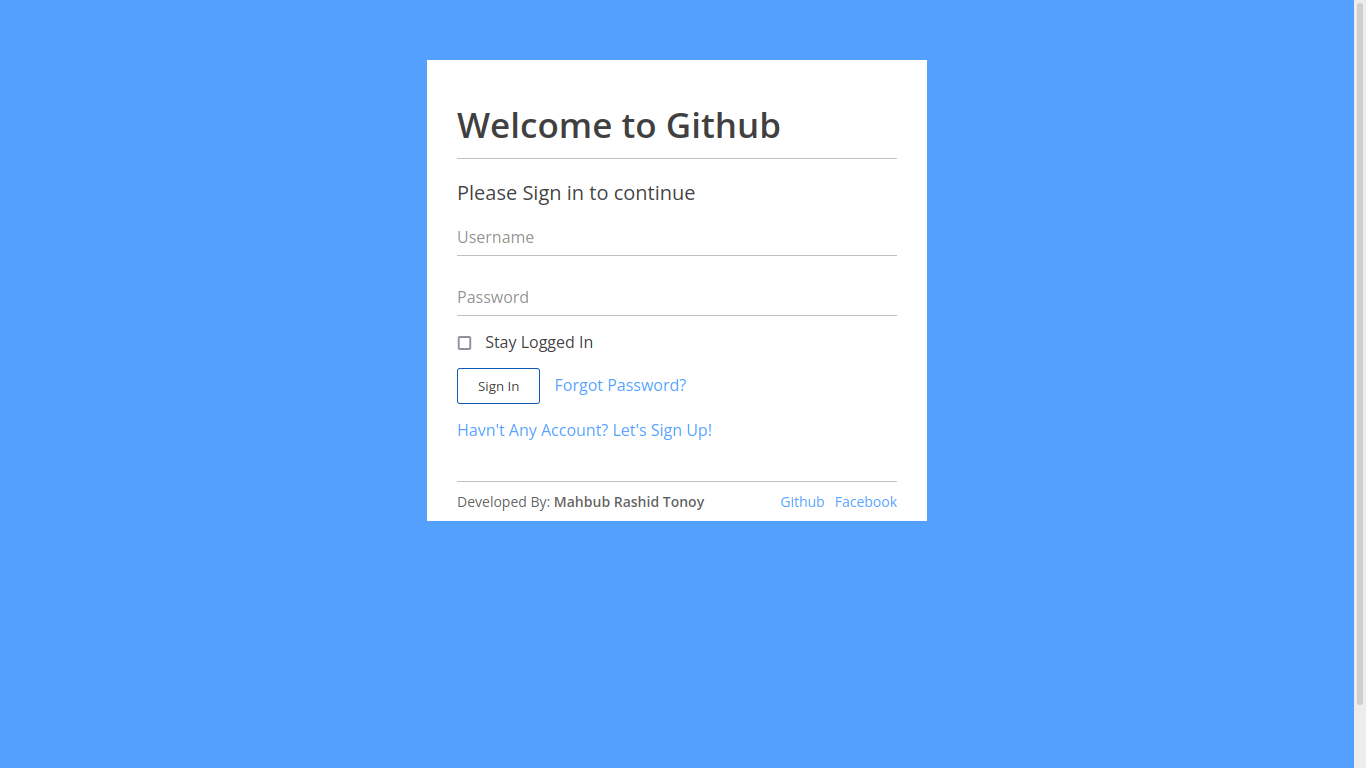 Welcome to Github
Please Sign in to continue
Username
Password
Stay Logged In
Sign In Forgot Password?
Havn't Any Account? Let's Sign Up!
Developed By: Mahbub Rashid Tonoy Github Facebook